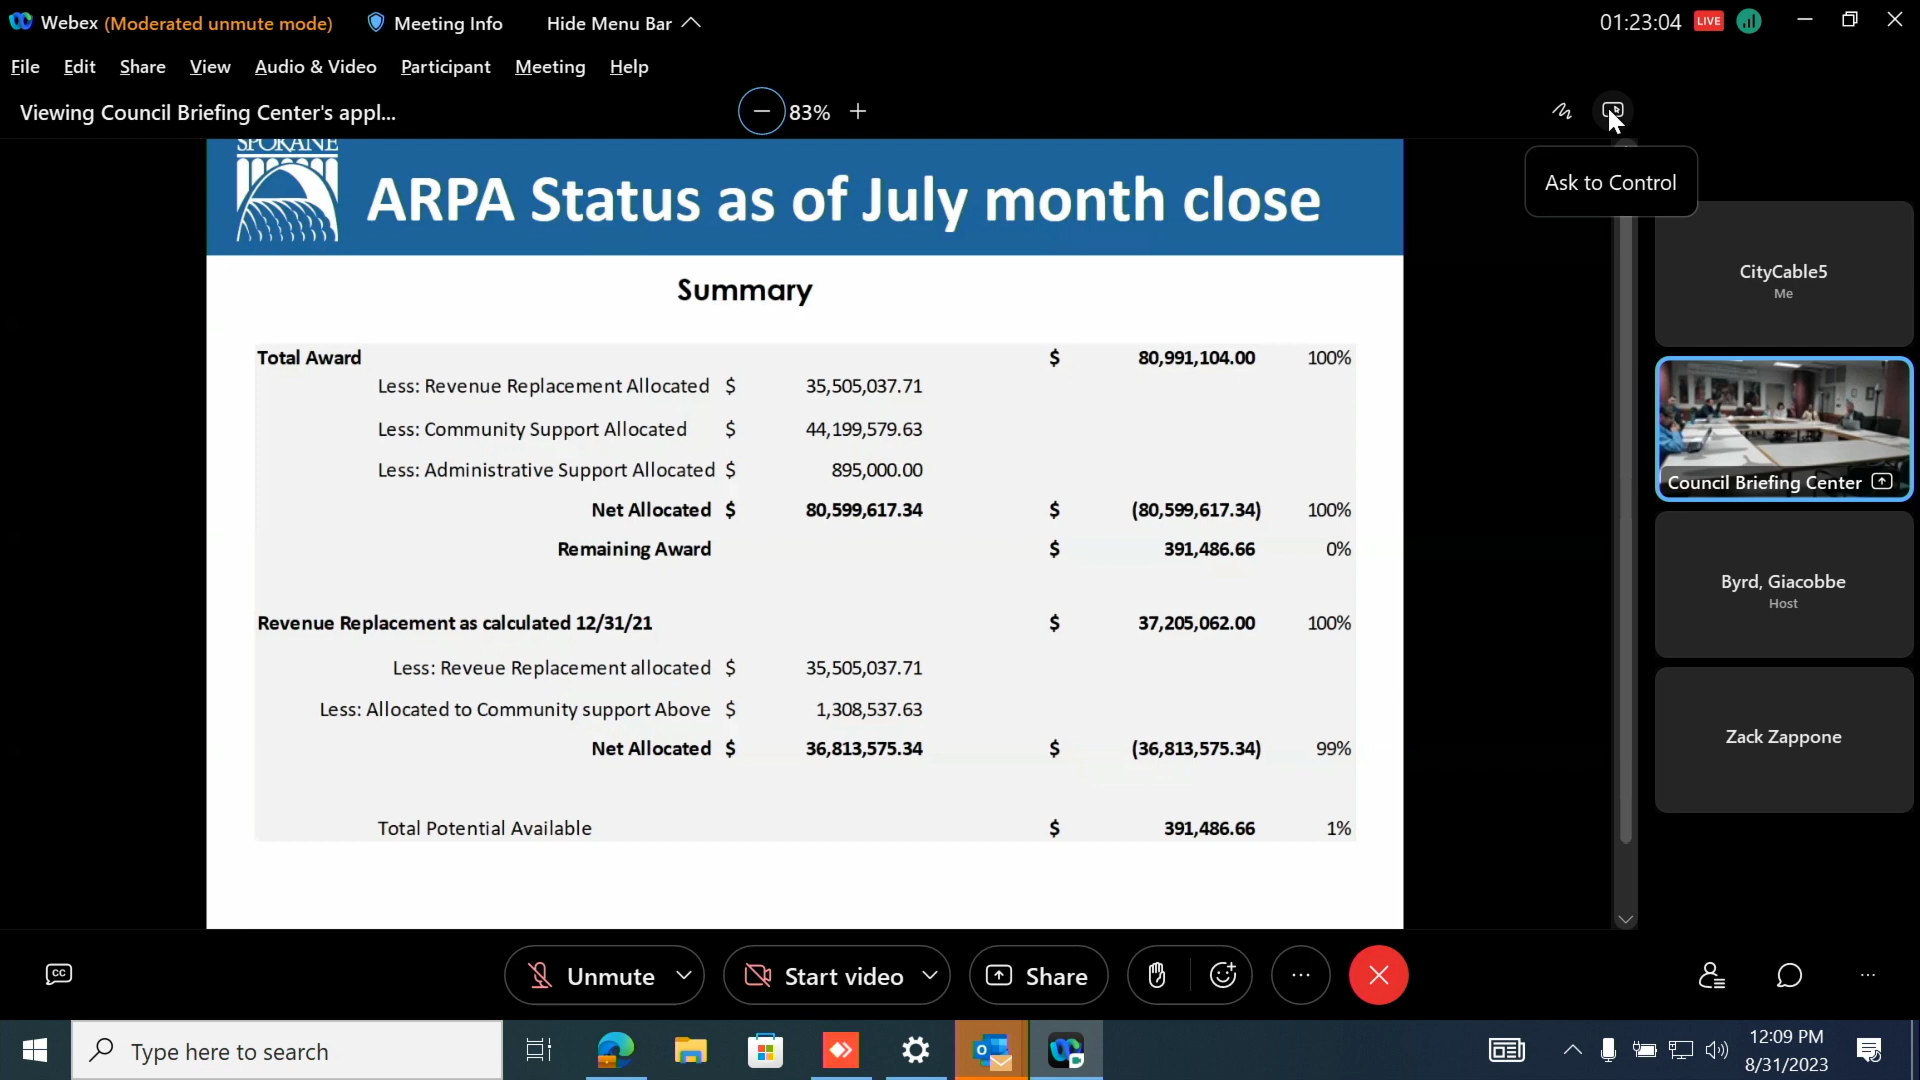 Webex (Moderated unmute mode) Meeting Info Hide Menu Bar 01:23:04 LIVE
File Edit Share View Audio & Video Participant Meeting Help
Viewing Council Briefing Center's appl... 83%
Ask to Control
SPOKANE
ARPA Status as of July month close
Summary
Total Award $ 80,991,104.00 100%
Less: Revenue Replacement Allocated $ 35,505,037.71
Less: Community Support Allocated $ 44,199,579.63
Less: Administrative Support Allocated $ 895,000.00
Net Allocated $ 80,599,617.34 $ (80,599,617.34) 100%
Remaining Award $ 391,486.66 0%
Revenue Replacement as calculated 12/31/21 $ 37,205,062.00 100%
Less: Reveue Replacement allocated $ 35,505,037.71
Less: Allocated to Community support Above $ 1,308,537.63
Net Allocated $ 36,813,575.34 $ (36,813,575.34) 99%
Total Potential Available $ 391,486.66 1%
CityCable5
Me
Council Briefing Center
Byrd, Giacobbe
Host
Zack Zappone
CC Unmute Start video Share
Type here to search
12:09 PM
8/31/2023